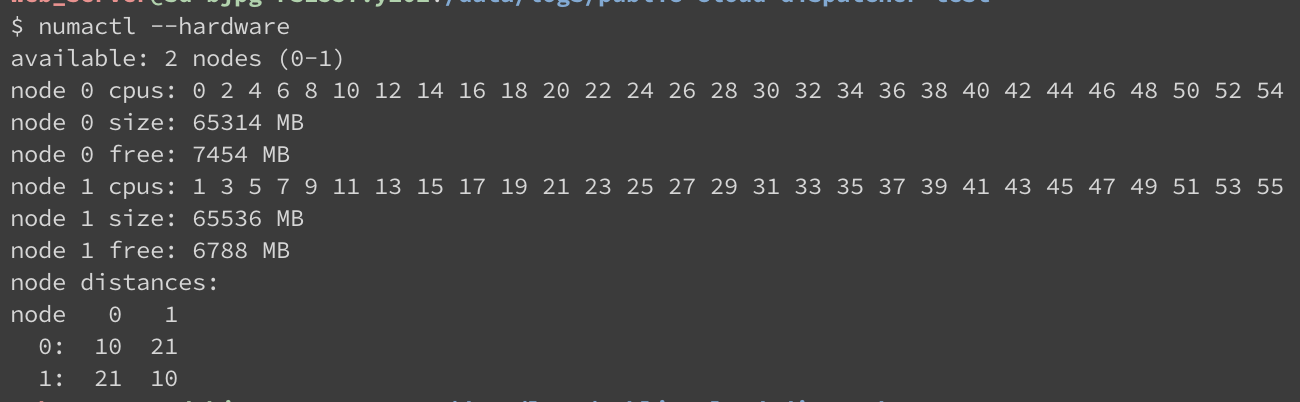 $ numactl --hardware
available: 2 nodes (0-1)
node 0 cpus: 0 2 4 6 8 10 12 14 16 18 20 22 24 26 28 30 32 34 36 38 40 42 44 46 48 50 52 54
node 0 size: 65314 MB
node 0 free: 7454 MB
node 1 cpus: 1 3 5 7 9 11 13 15 17 19 21 23 25 27 29 31 33 35 37 39 41 43 45 47 49 51 53 55
node 1 size: 65536 MB
node 1 free: 6788 MB
node distances:
node   0   1
  0:  10  21
  1:  21  10